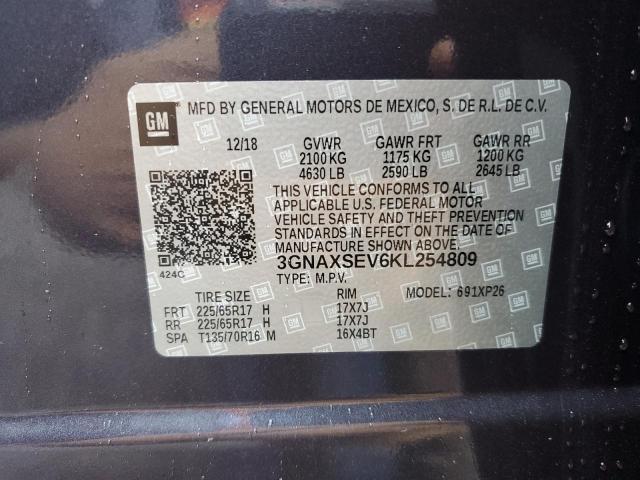 GM MFD BY GENERAL MOTORS DE MEXICO, S. DE R.L. DE C.V.
12/18 GVWR GAWR FRT GAWR RR
2100 KG 1175 KG 1200 KG
4630 LB 2590 LB 2645 LB
THIS VEHICLE CONFORMS TO ALL
APPLICABLE U.S. FEDERAL MOTOR
VEHICLE SAFETY AND THEFT PREVENTION
STANDARDS IN EFFECT ON THE DATE OF
MANUFACTURE SHOWN ABOVE.
424C 3GNAXSEV6KL254809
TYPE: M.P.V. MODEL: 691XP26
TIRE SIZE RIM
FRT 225/65R17 H 17X7J
RR 225/65R17 H 17X7J
SPA T135/70R16 M 16X4BT